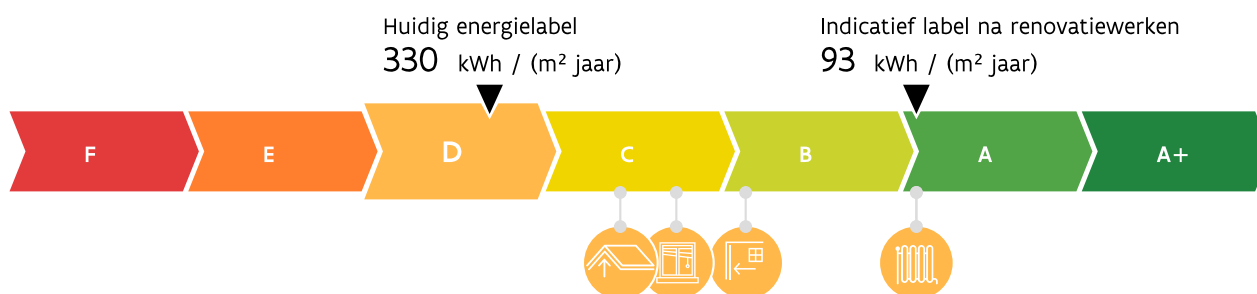 Huidig energielabel
330 kWh / (m² jaar)
Indicatief label na renovatiewerken
93 kWh / (m² jaar)
F E D C B A A+